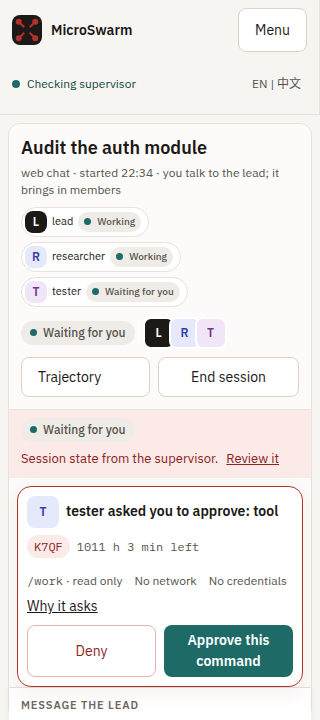 MicroSwarm
Menu
Checking supervisor
EN | 中文
Audit the auth module
web chat · started 22:34 · you talk to the lead; it
brings in members
L lead Working
R researcher Working
T tester Waiting for you
Waiting for you L R T
Trajectory End session
Waiting for you
Session state from the supervisor. Review it
T tester asked you to approve: tool
K7QF 1011 h 3 min left
/work · read only No network No credentials
Why it asks
Deny
Approve this
command
MESSAGE THE LEAD